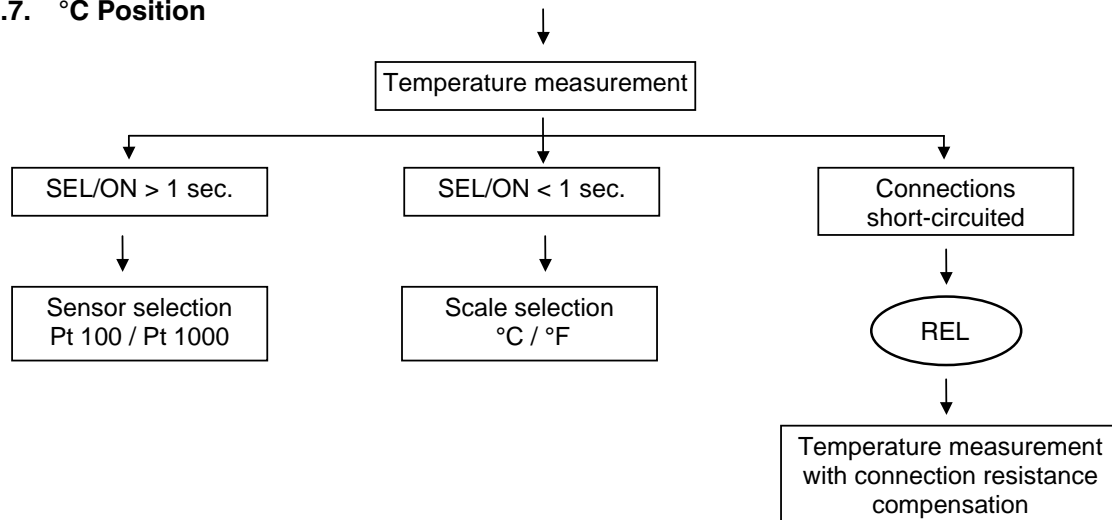 .7. °C Position
Temperature measurement
SEL/ON > 1 sec.
SEL/ON < 1 sec.
Connections
short-circuited
Sensor selection
Pt 100 / Pt 1000
Scale selection
°C / °F
REL
Temperature measurement
with connection resistance
compensation